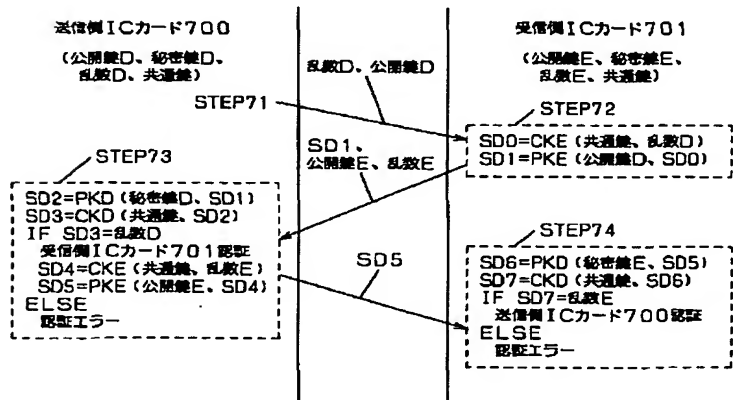 送信側ICカード700
(公開鍵D、秘密鍵D、
乱数D、共通鍵)
乱数D、公開鍵D
受信側ICカード701
(公開鍵E、秘密鍵E、
乱数E、共通鍵)
STEP71
STEP72
SD0=CKE(共通鍵、乱数D)
SD1=PKE(公開鍵D、SD0)
SD1、
公開鍵E、乱数E
STEP73
SD2=PKD(秘密鍵D、SD1)
SD3=CKD(共通鍵、SD2)
IF SD3=乱数D
受信側ICカード701認証
SD4=CKE(共通鍵、乱数E)
SD5=PKE(公開鍵E、SD4)
ELSE
認証エラー
SD5
STEP74
SD6=PKD(秘密鍵E、SD5)
SD7=CKD(共通鍵、SD6)
IF SD7=乱数E
送信側ICカード700認証
ELSE
認証エラー